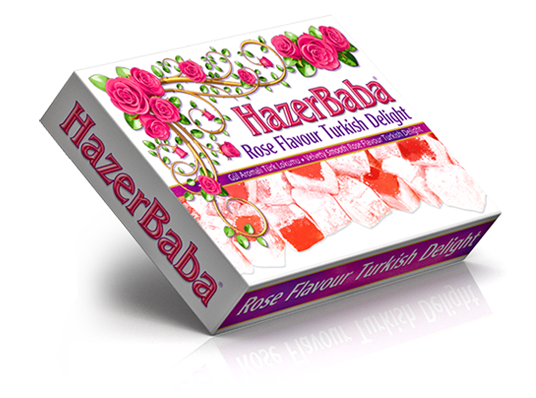 HazerBaba®
Rose Flavour Turkish Delight
Gül Aromalı Türk Lokumu • Velvety Smooth Rose Flavour Turkish Delight
HazerBaba®
Rose Flavour Turkish Delight